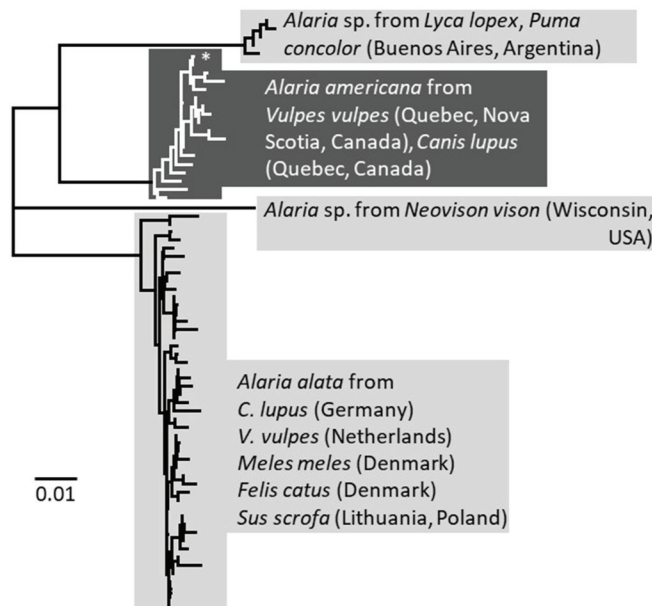 Alaria sp. from Lyca lopex, Puma
concolor (Buenos Aires, Argentina)
*
Alaria americana from
Vulpes vulpes (Quebec, Nova
Scotia, Canada), Canis lupus
(Quebec, Canada)
Alaria sp. from Neovison vison (Wisconsin,
USA)
Alaria alata from
C. lupus (Germany)
V. vulpes (Netherlands)
Meles meles (Denmark)
Felis catus (Denmark)
Sus scrofa (Lithuania, Poland)
0.01